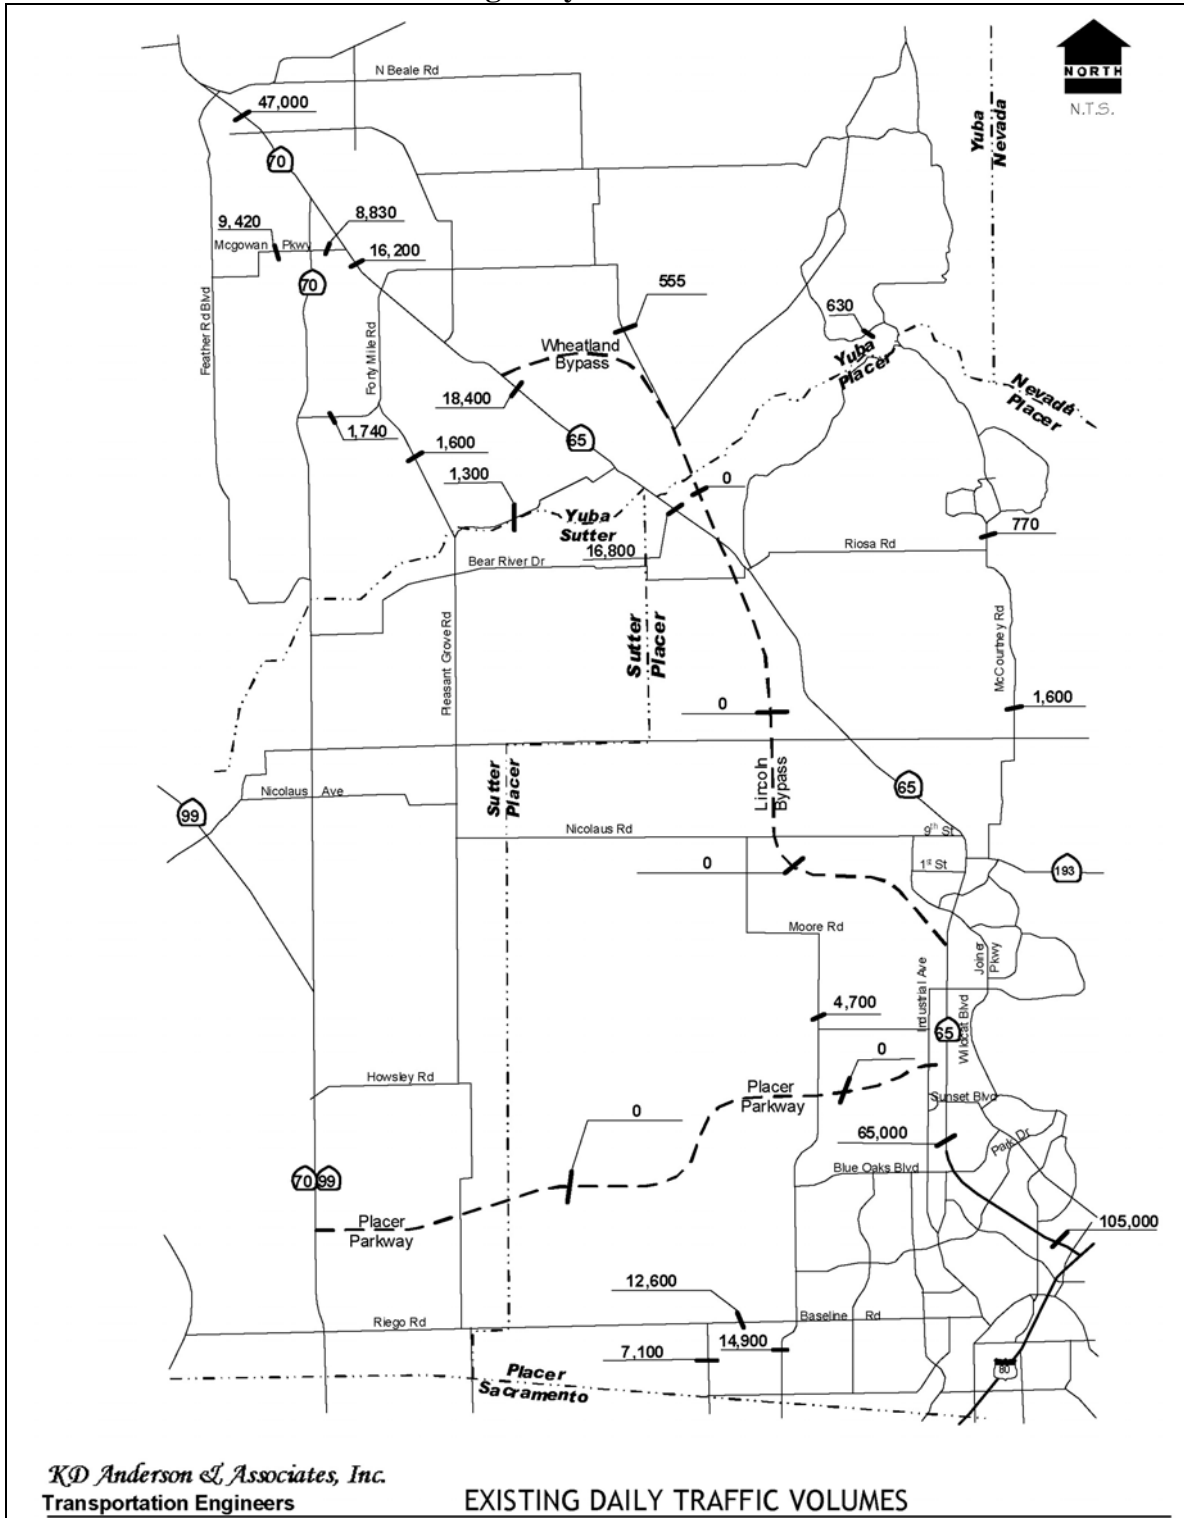 N Beale Rd
NORTH
N.T.S.
47,000
Yuba
Nevada
70
9,420
8,830
Mcgowan Pkwy
16,200
70
555
630
Feather Rd Blvd
Forty Mile Rd
Wheatland
Bypass
Yuba
Placer
Nevada
Placer
18,400
1,740
65
1,600
1,300
0
Yuba
Sutter
16,800
770
Riosa Rd
Bear River Dr
Pleasant Grove Rd
Sutter
Placer
McCourtney Rd
0
1,600
Sutter
Placer
Lincoln
Bypass
65
Nicolaus Ave
99
Nicolaus Rd
9th St
0
1st St
193
Moore Rd
Joiner
Pkwy
Industrial Ave
4,700
Wildcat Blvd
65
0
Howsley Rd
Placer
Parkway
Sunset Blvd
0
65,000
Park Dr
Blue Oaks Blvd
70 99
Placer
Parkway
105,000
12,600
Riego Rd
Baseline Rd
14,900
7,100
80
Placer
Sacramento
KD Anderson & Associates, Inc.
Transportation Engineers
EXISTING DAILY TRAFFIC VOLUMES